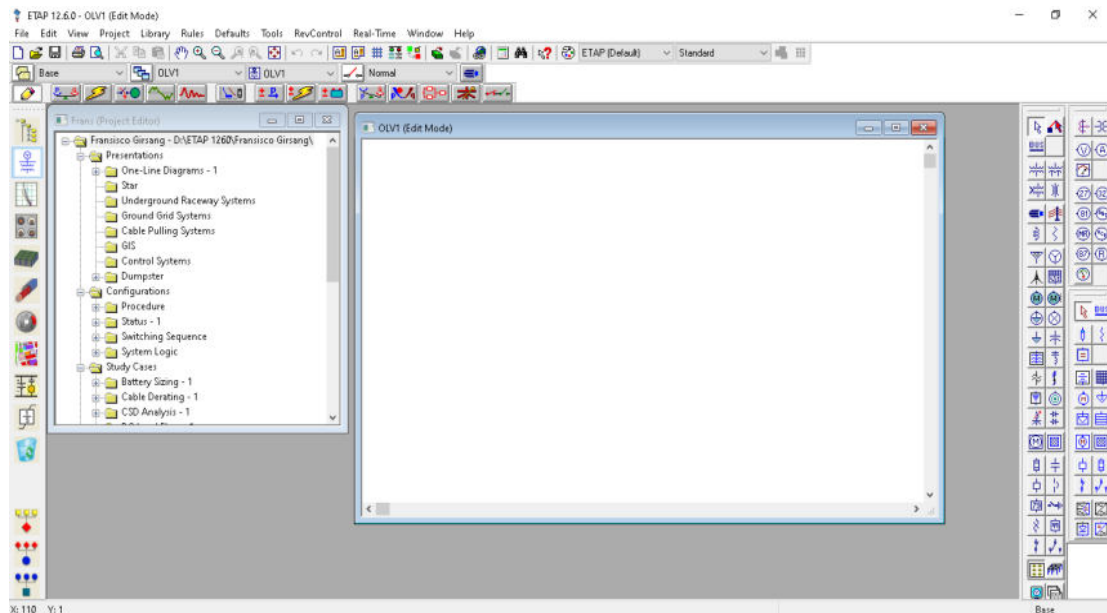 ETAP 12.6.0 - OLV1 (Edit Mode)
File Edit View Project Library Rules Defaults Tools RevControl Real-Time Window Help
ETAP (Default) Standard
Base OLV1 OLV1 Normal
Frans (Project Editor)
Fransisco Girsang - D:\ETAP 1260\Fransisco Girsang\
Presentations
One-Line Diagrams - 1
Star
Underground Raceway Systems
Ground Grid Systems
Cable Pulling Systems
GIS
Control Systems
Dumpster
Configurations
Procedure
Status - 1
Switching Sequence
System Logic
Study Cases
Battery Sizing - 1
Cable Derating - 1
CSD Analysis - 1
OLV1 (Edit Mode)
BUS
X: 110 Y: 1
Base